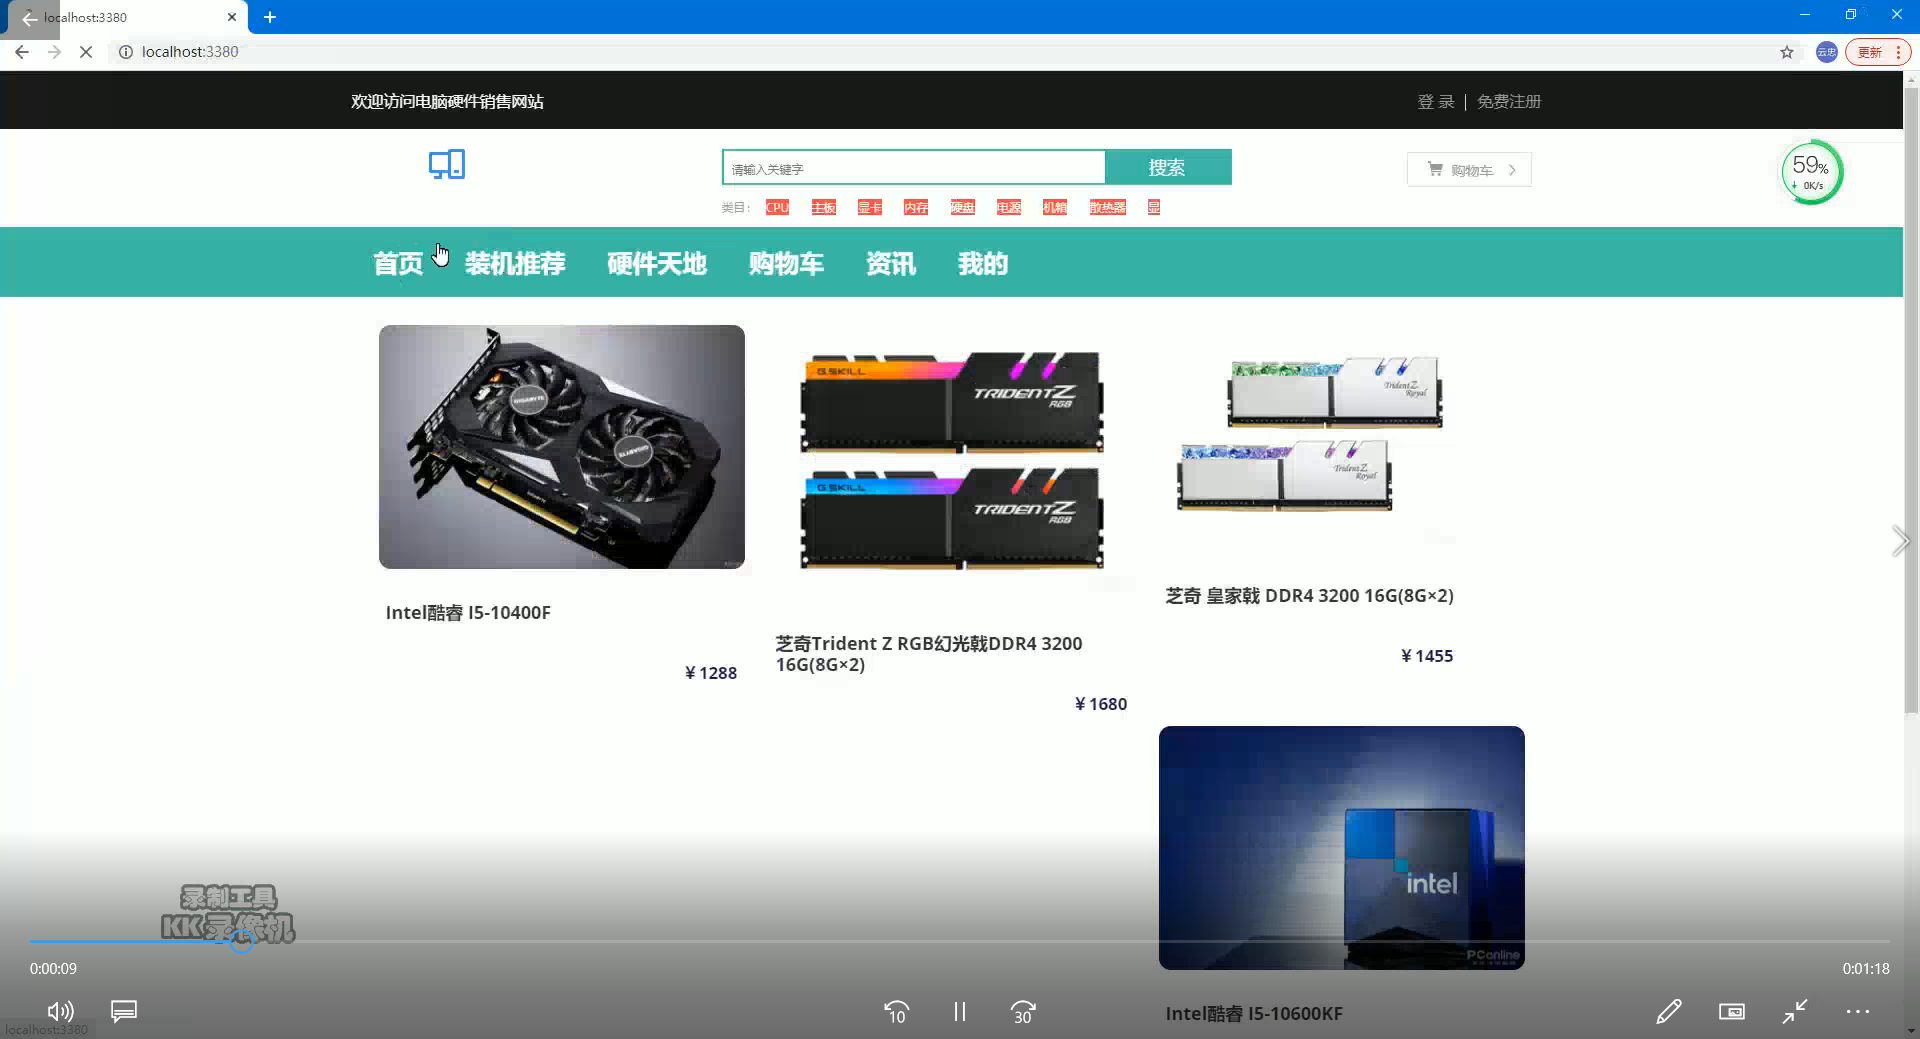 localhost:3380
localhost:3380
云忠
更新
欢迎访问电脑硬件销售网站
登 录 | 免费注册
请输入关键字
搜索
购物车
59%
0K/s
类目： CPU 主板 显卡 内存 硬盘 电源 机箱 散热器 显
首页 装机推荐 硬件天地 购物车 资讯 我的
GIGABYTE
G.SKILL
TRIDENTZ
RGB
G.SKILL
TRIDENTZ
RGB
TridentZ
Royal
TridentZ
Royal
Intel酷睿 I5-10400F
¥ 1288
芝奇Trident Z RGB幻光戟DDR4 3200
16G(8G×2)
¥ 1680
芝奇 皇家戟 DDR4 3200 16G(8G×2)
¥ 1455
intel
PConline
Intel酷睿 I5-10600KF
录制工具
KK录像机
0:00:09
0:01:18
10
30
localhost:3380